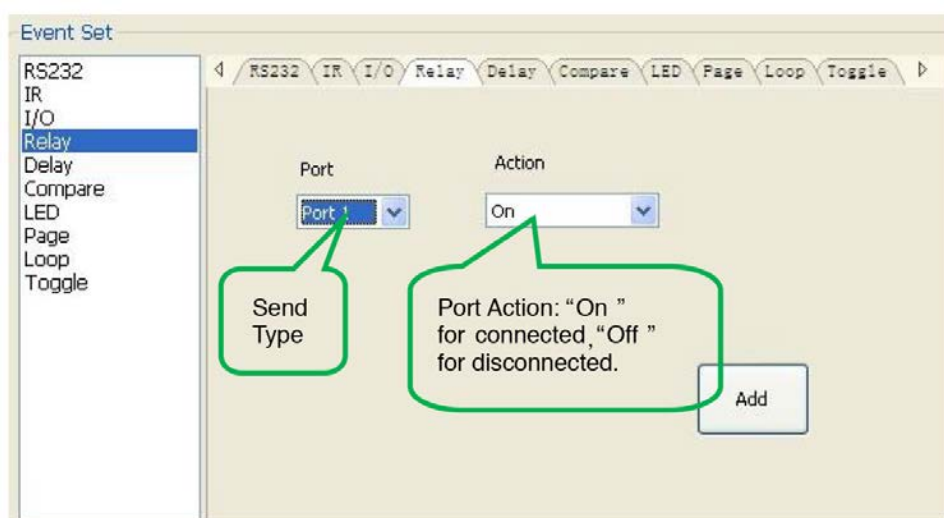 Event Set
RS232
IR
I/O
Relay
Delay
Compare
LED
Page
Loop
Toggle
RS232 IR I/O Relay Delay Compare LED Page Loop Toggle
Port Action
Port 1 On
Send
Type
Port Action: “On ”
for connected,“Off ”
for disconnected.
Add